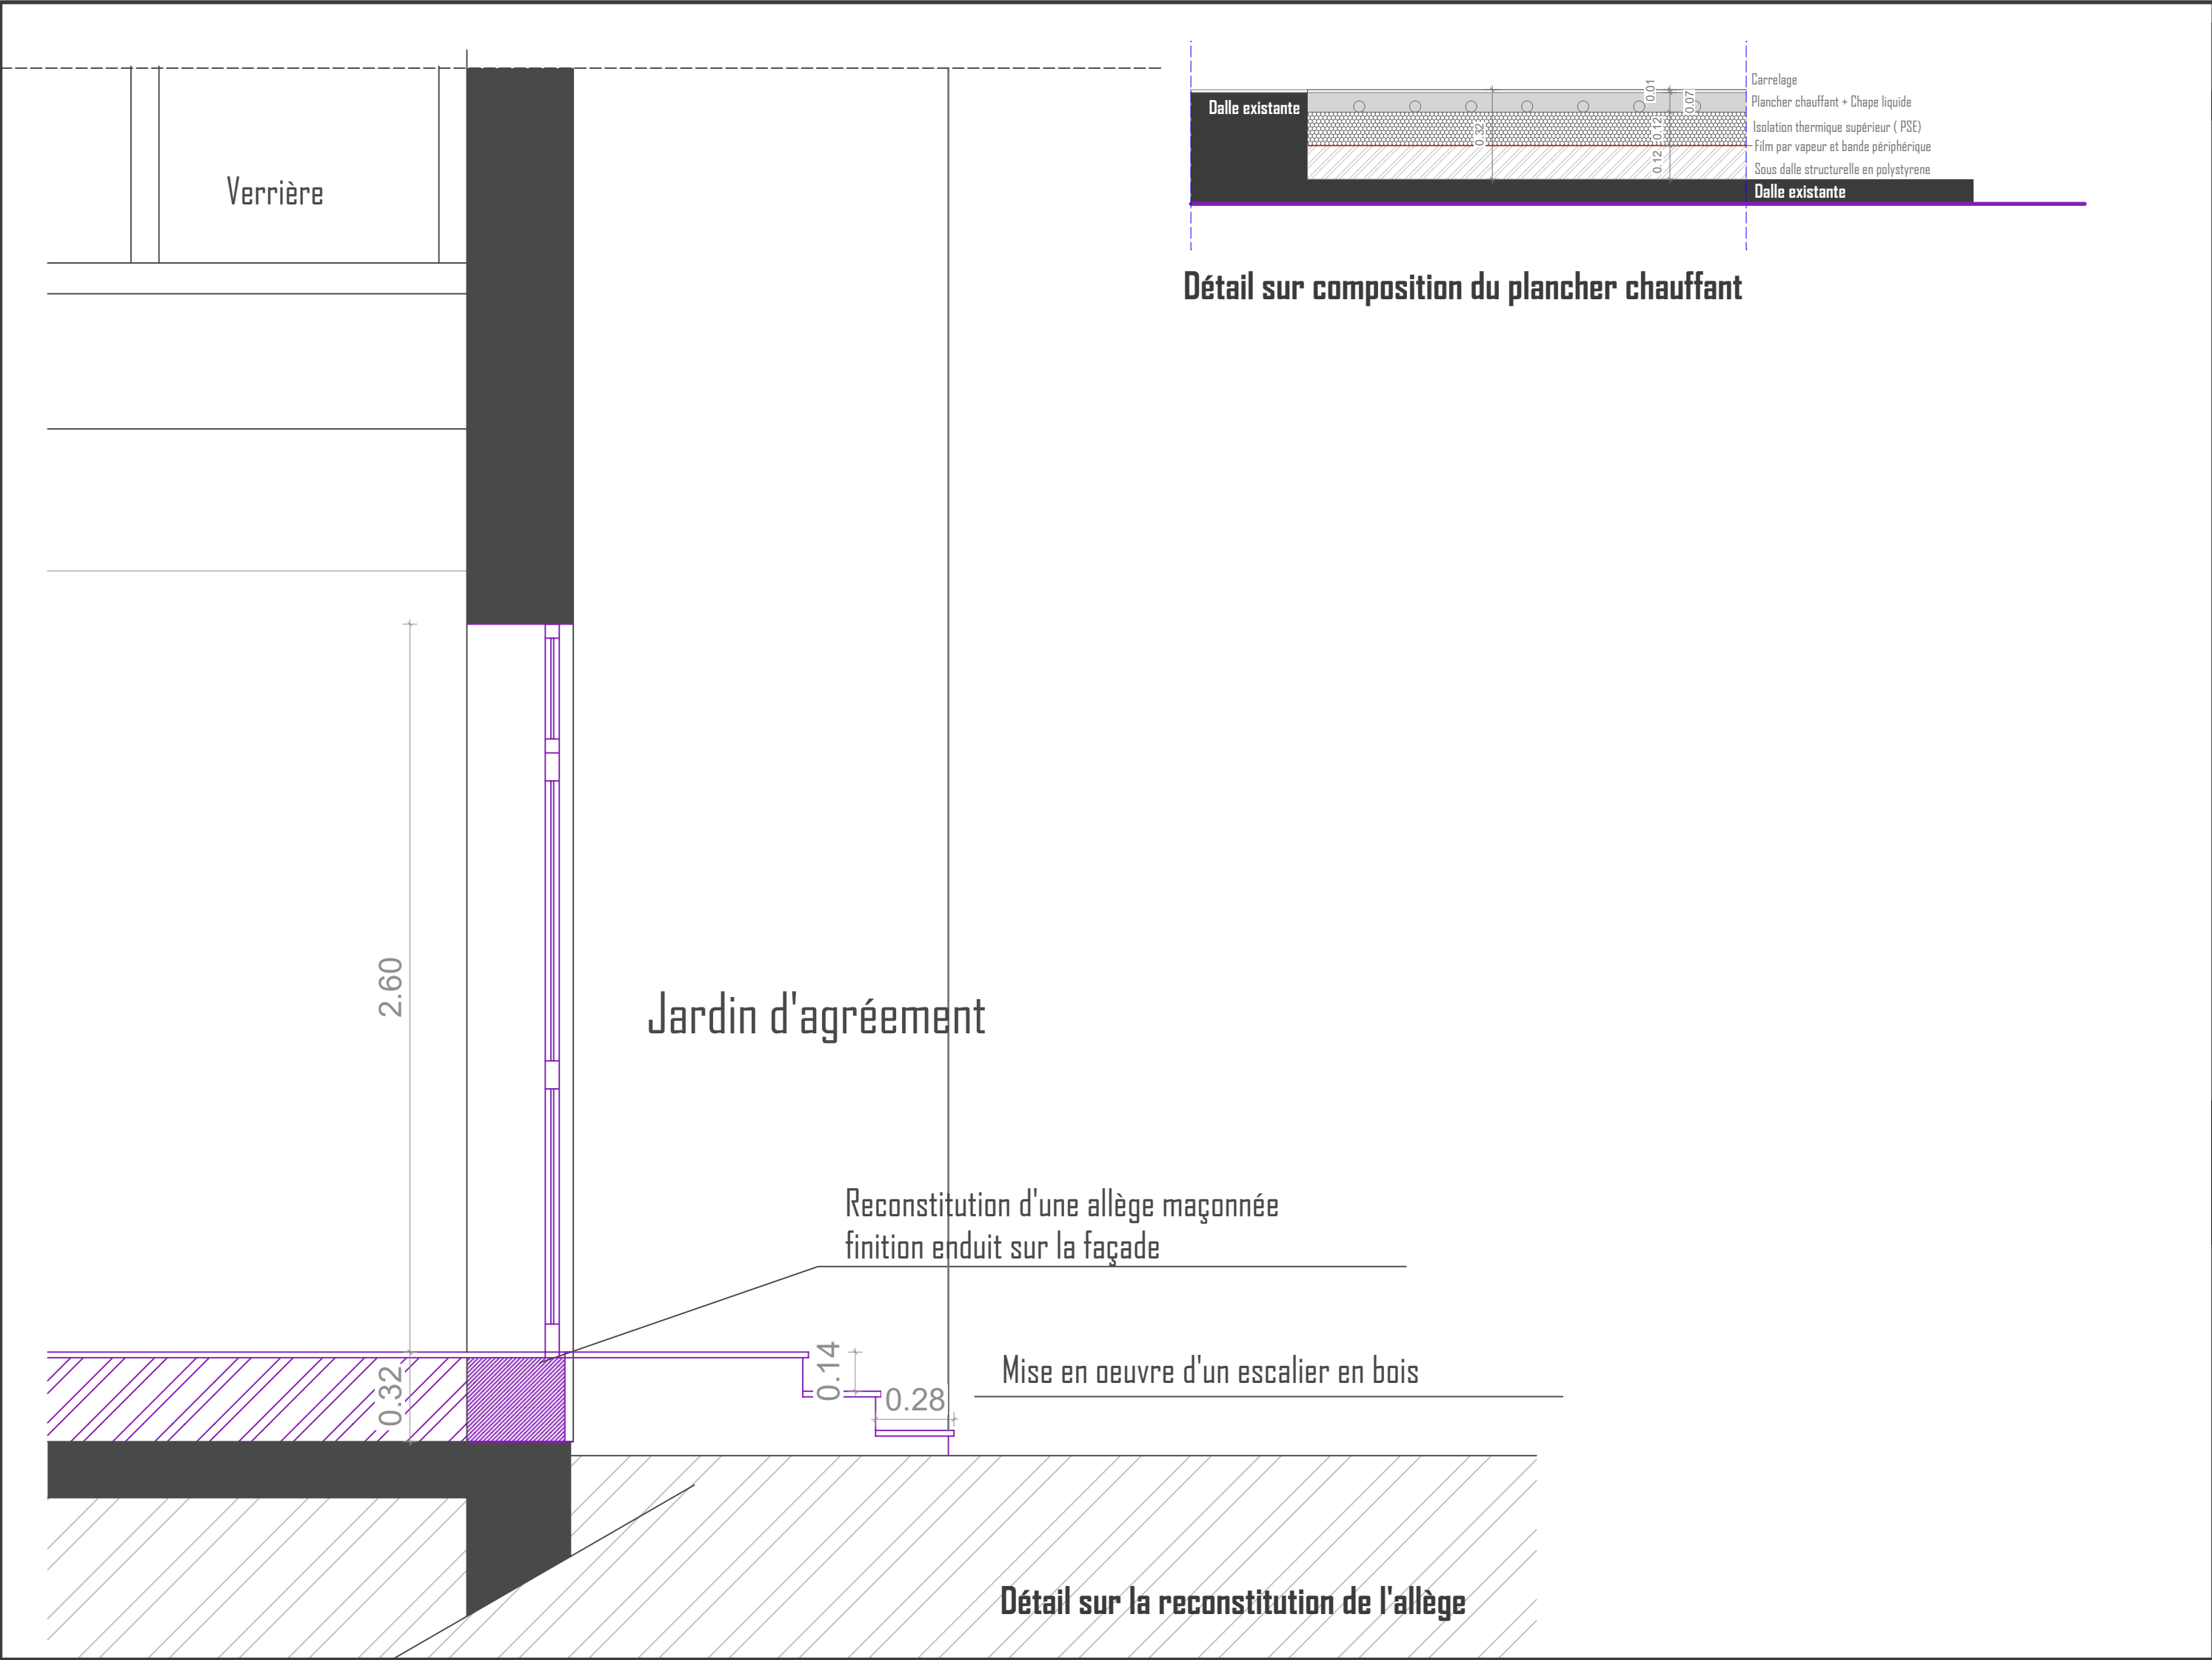 Verrière
Dalle existante
0.32
0.01
0.07
0.12
0.12
Carrelage
Plancher chauffant + Chape liquide
Isolation thermique supérieur ( PSE)
Film par vapeur et bande périphérique
Sous dalle structurelle en polystyrene
Dalle existante
Détail sur composition du plancher chauffant
2.60
Jardin d'agréement
Reconstitution d'une allège maçonnée
finition enduit sur la façade
0.32
0.14
0.28
Mise en oeuvre d'un escalier en bois
Détail sur la reconstitution de l'allège